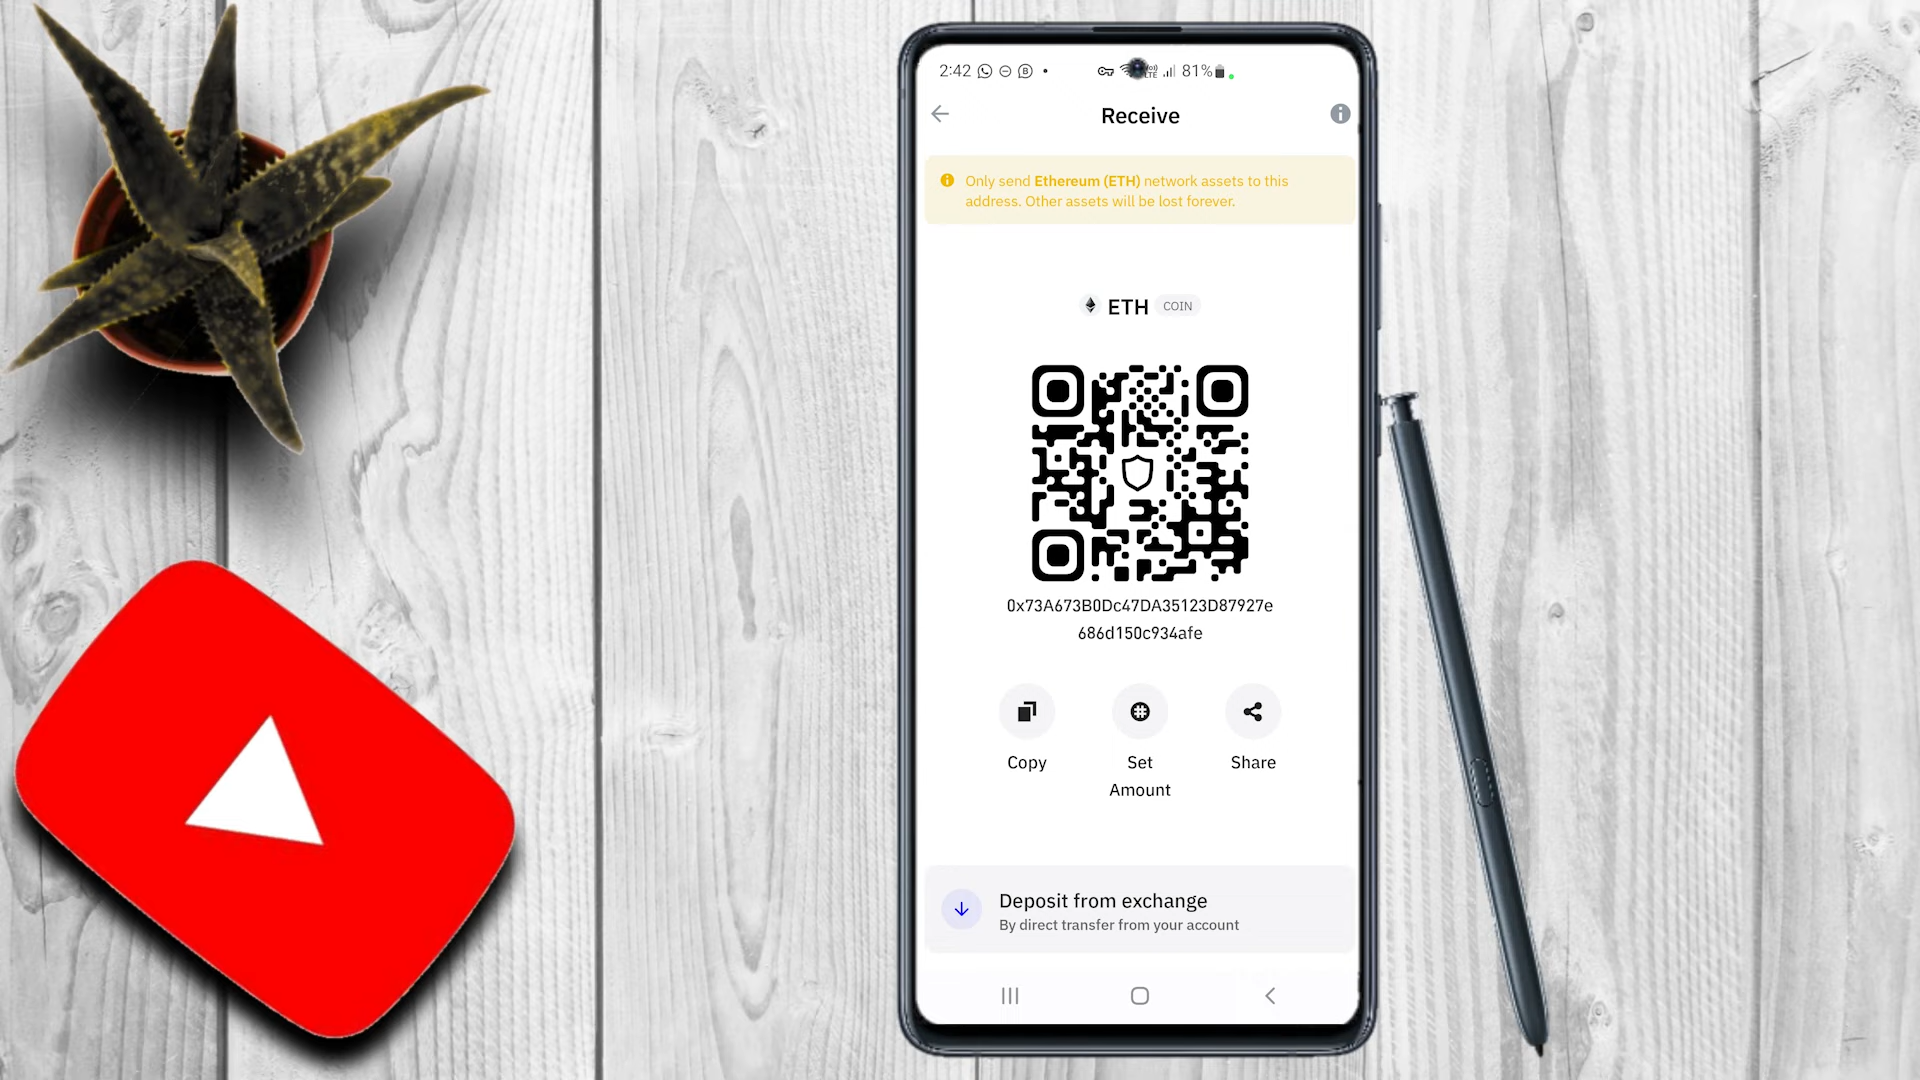 2:42
81%
Receive
Only send Ethereum (ETH) network assets to this
address. Other assets will be lost forever.
ETH COIN
0x73A673B0Dc47DA35123D87927e
686d150c934afe
Copy
Set
Amount
Share
Deposit from exchange
By direct transfer from your account